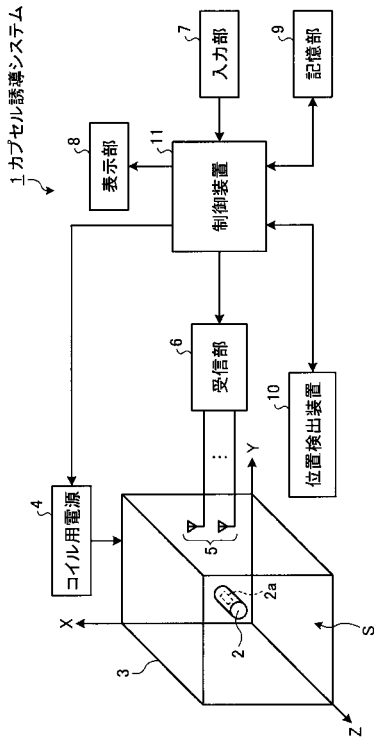 1 カプセル誘導システム
7
入力部
9
記憶部
8
表示部
11
制御装置
6
受信部
10
位置検出装置
4
コイル用電源
5
X
Y
Z
3
2
2a
S